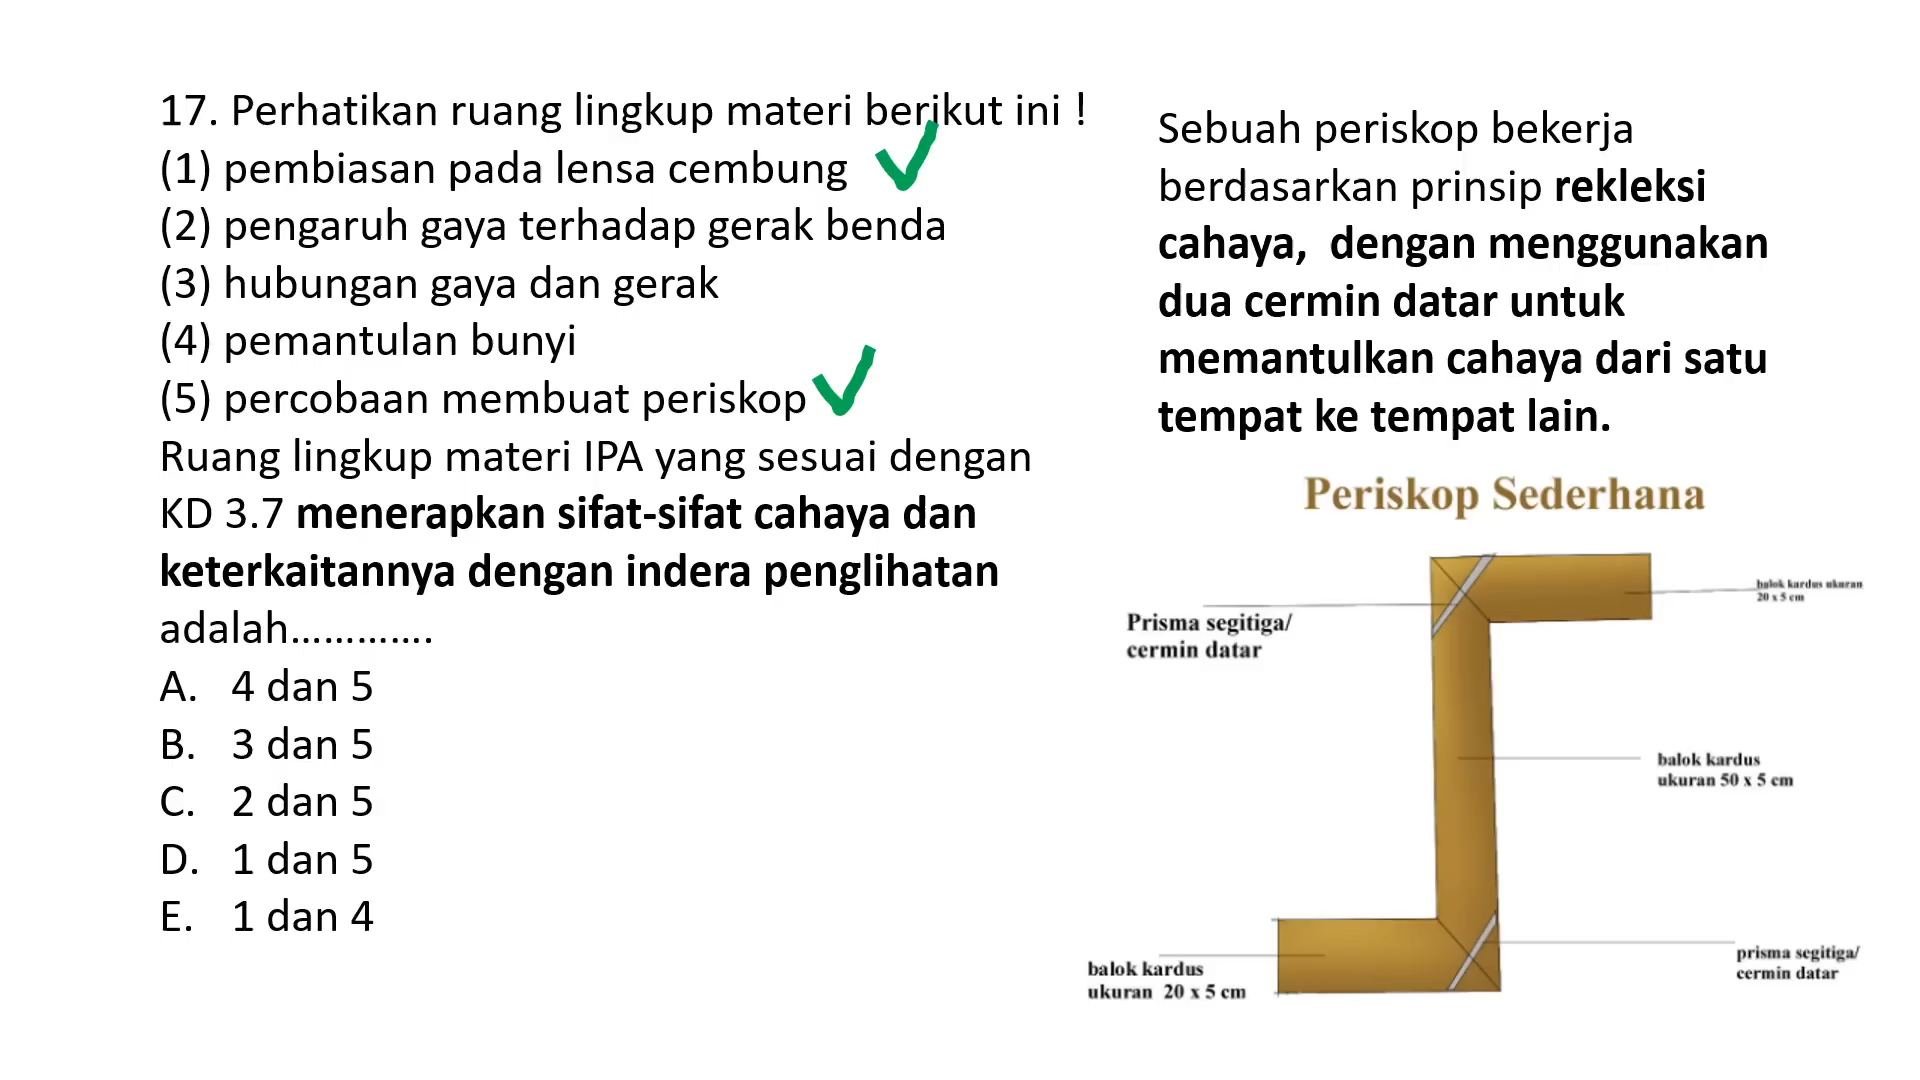 17. Perhatikan ruang lingkup materi berikut ini !
(1) pembiasan pada lensa cembung
(2) pengaruh gaya terhadap gerak benda
(3) hubungan gaya dan gerak
(4) pemantulan bunyi
(5) percobaan membuat periskop
Ruang lingkup materi IPA yang sesuai dengan
KD 3.7 menerapkan sifat-sifat cahaya dan
keterkaitannya dengan indera penglihatan
adalah.............
A. 4 dan 5
B. 3 dan 5
C. 2 dan 5
D. 1 dan 5
E. 1 dan 4
Sebuah periskop bekerja
berdasarkan prinsip rekleksi
cahaya, dengan menggunakan
dua cermin datar untuk
memantulkan cahaya dari satu
tempat ke tempat lain.
Periskop Sederhana
balok kardus ukuran
20 x 5 cm
Prisma segitiga/
cermin datar
balok kardus
ukuran 50 x 5 cm
prisma segitiga/
cermin datar
balok kardus
ukuran 20 x 5 cm